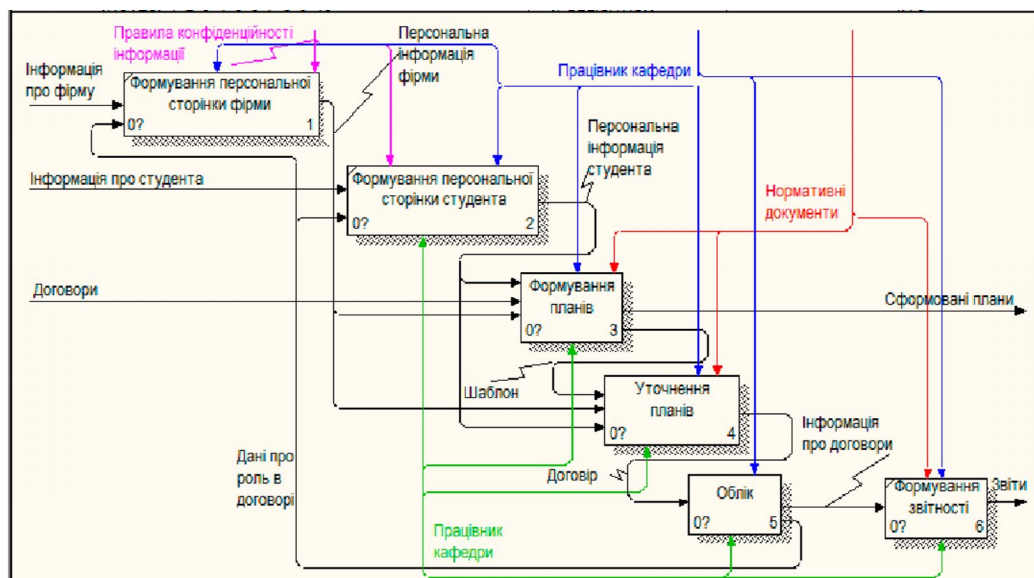 Правила конфіденційності
інформації
Персональна
інформація
фірми
Інформація
про фірму
Формування персональної
сторінки фірми
0? 1
Працівник кафедри
Персональна
інформація
студента
Інформація про студента
Формування персональної
сторінки студента
0? 2
Нормативні
документи
Договори
Формування
планів
0? 3
Сформовані плани
Шаблон
Уточнення
планів
0? 4
Інформація
про договори
Дані про
роль в
договорі
Договір
Облік
0? 5
Формування
звітності
0? 6
Звіти
Працівник
кафедри